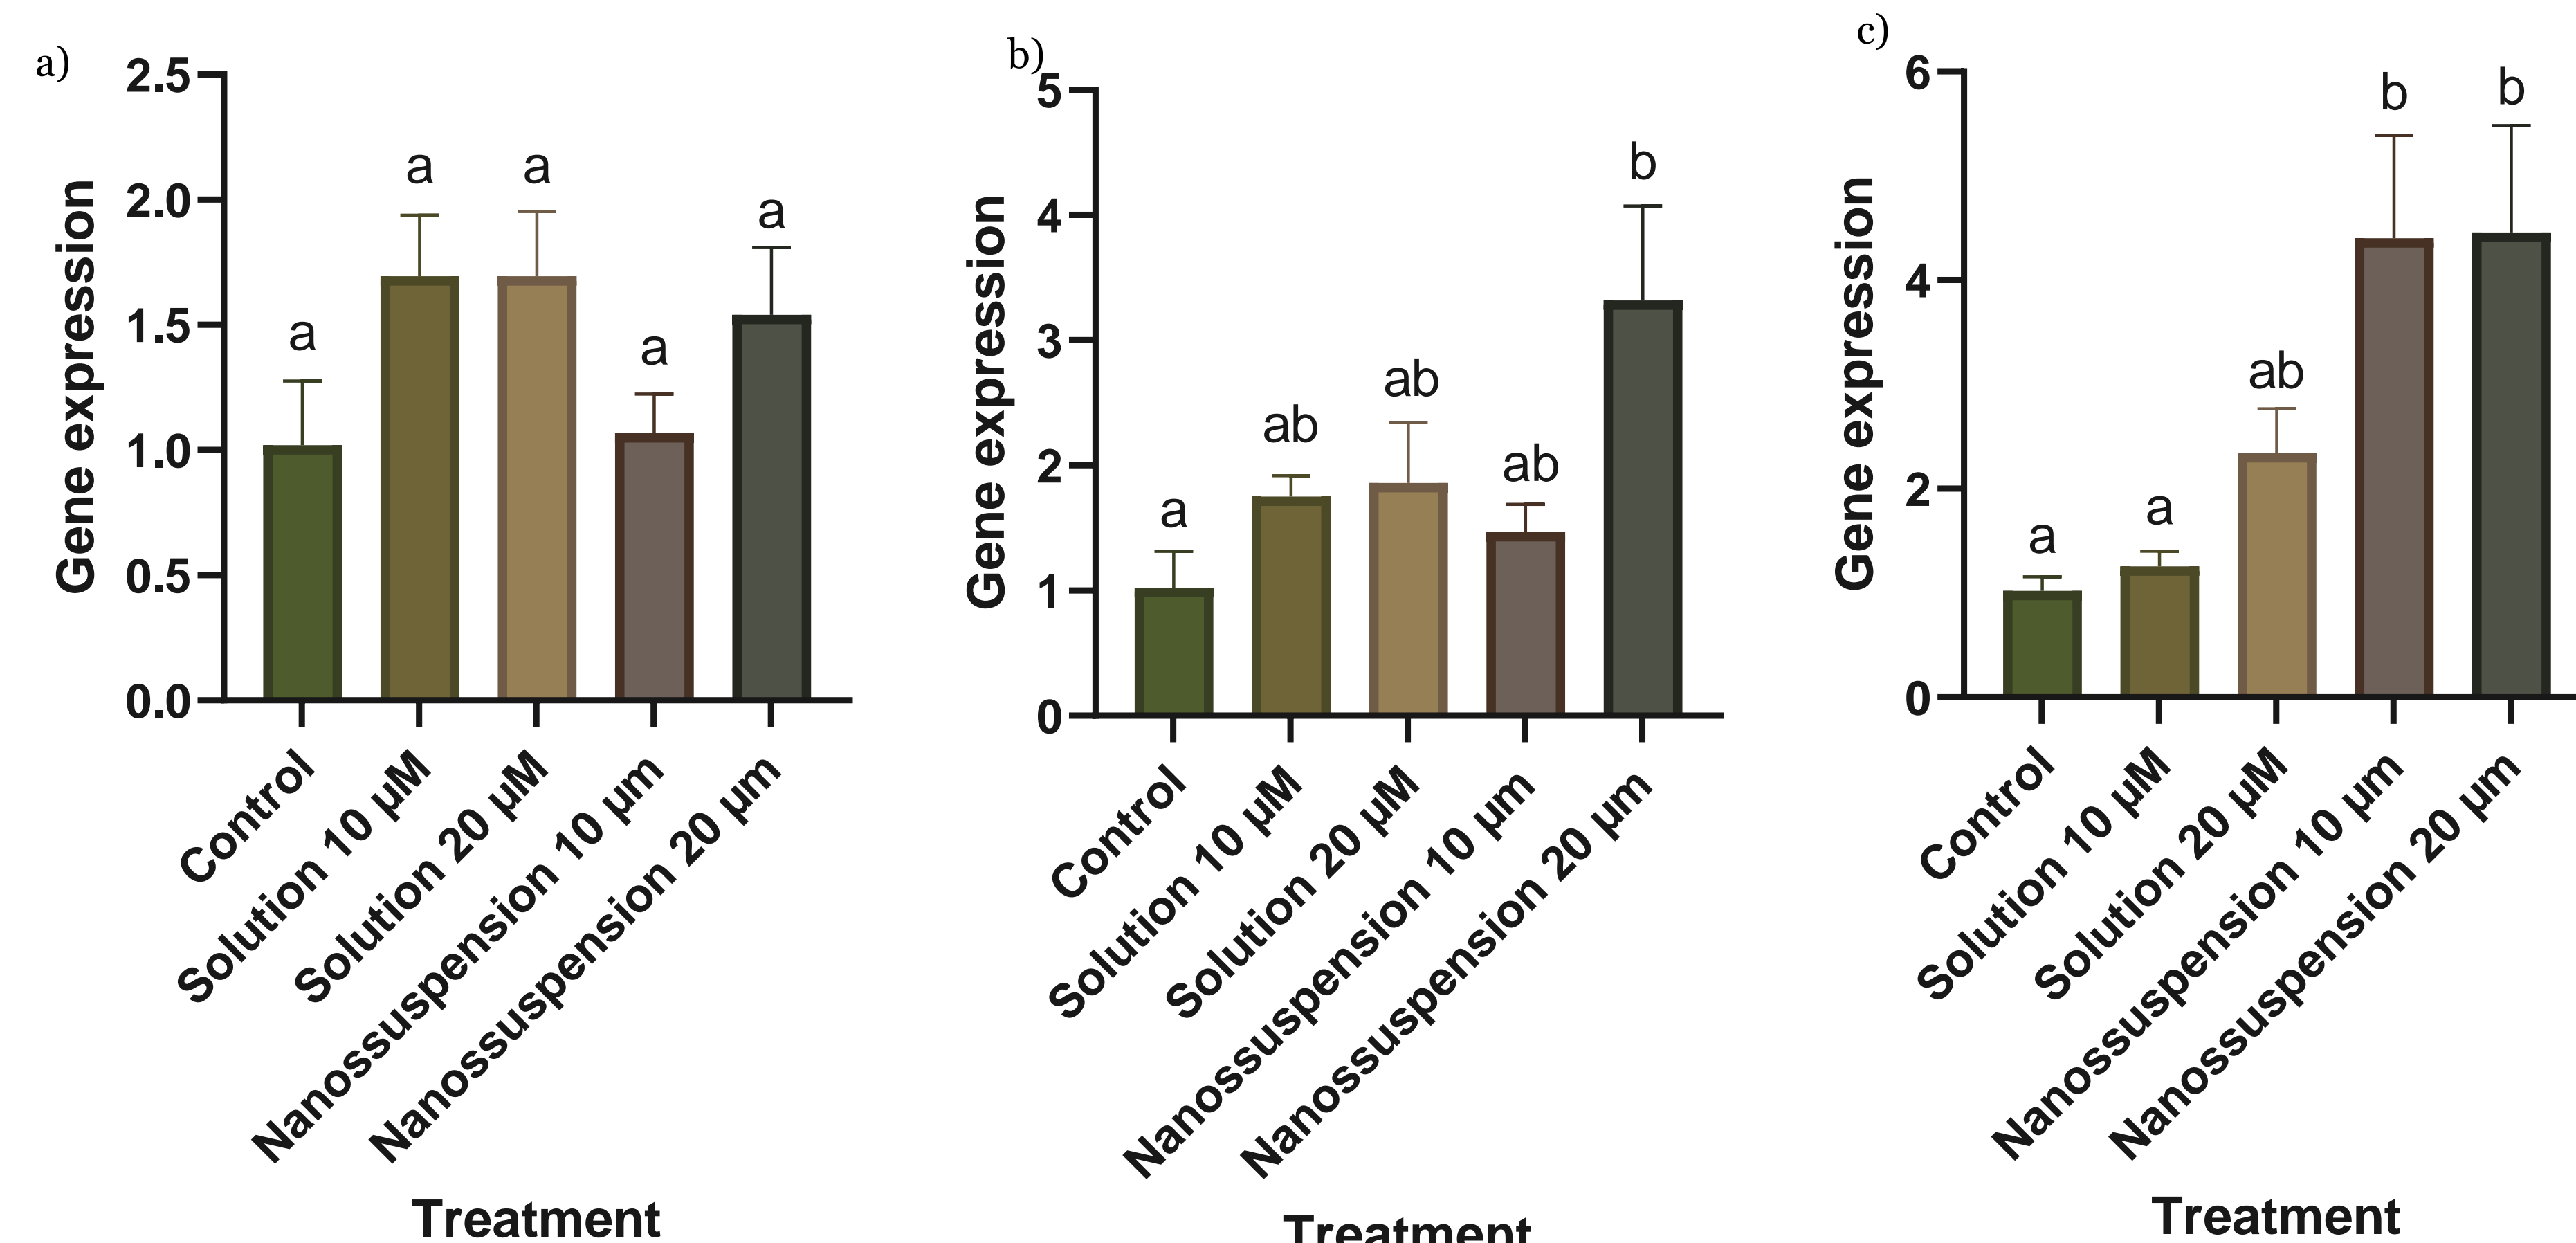 a)
2.5
2.0
1.5
1.0
0.5
0.0
Gene expression
a
a
a
a
a
Control
Solution 10 µM
Solution 20 µM
Nanossuspension 10 µm
Nanossuspension 20 µm
Treatment
b)
5
4
3
2
1
0
Gene expression
a
ab
ab
ab
b
Control
Solution 10 µM
Solution 20 µM
Nanossuspension 10 µm
Nanossuspension 20 µm
Treatment
c)
6
4
2
0
Gene expression
a
a
ab
b
b
Control
Solution 10 µM
Solution 20 µM
Nanossuspension 10 µm
Nanossuspension 20 µm
Treatment